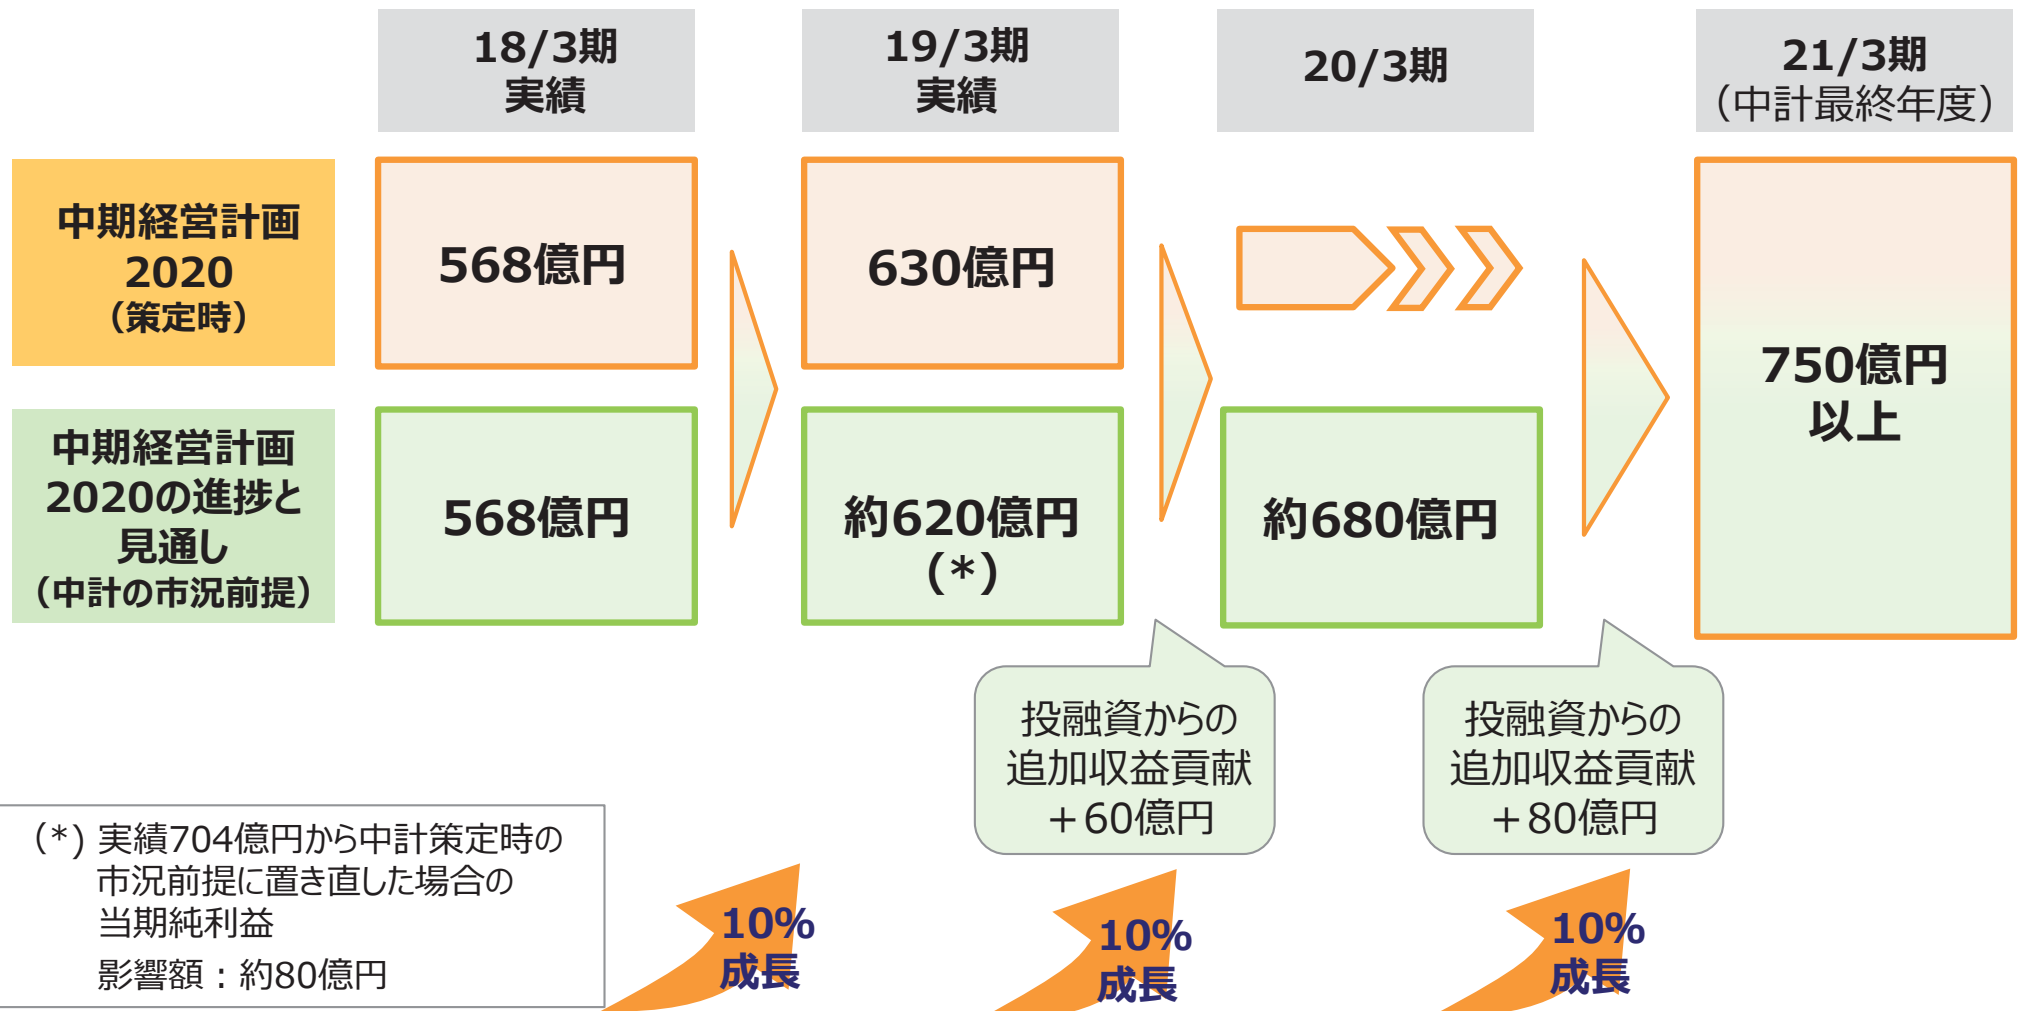 18/3期
実績
19/3期
実績
20/3期
21/3期
（中計最終年度）
中期経営計画
2020
（策定時）
568億円
630億円
750億円
以上
中期経営計画
2020の進捗と
見通し
（中計の市況前提）
568億円
約620億円
(*)
約680億円
投融資からの
追加収益貢献
＋60億円
投融資からの
追加収益貢献
＋80億円
(*) 実績704億円から中計策定時の
市況前提に置き直した場合の
当期純利益
影響額：約80億円
10%
成長
10%
成長
10%
成長